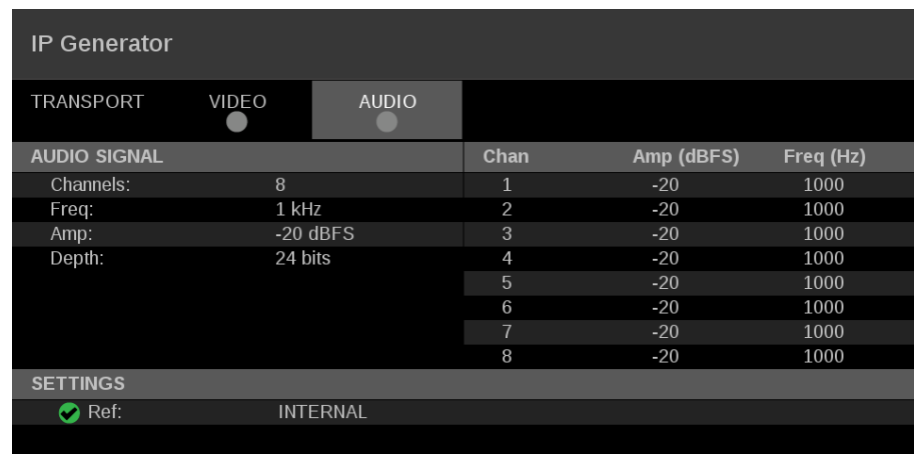 IP Generator
TRANSPORT VIDEO AUDIO
AUDIO SIGNAL Chan Amp (dBFS) Freq (Hz)
Channels: 8 1 -20 1000
Freq: 1 kHz 2 -20 1000
Amp: -20 dBFS 3 -20 1000
Depth: 24 bits 4 -20 1000
5 -20 1000
6 -20 1000
7 -20 1000
8 -20 1000
SETTINGS
Ref: INTERNAL